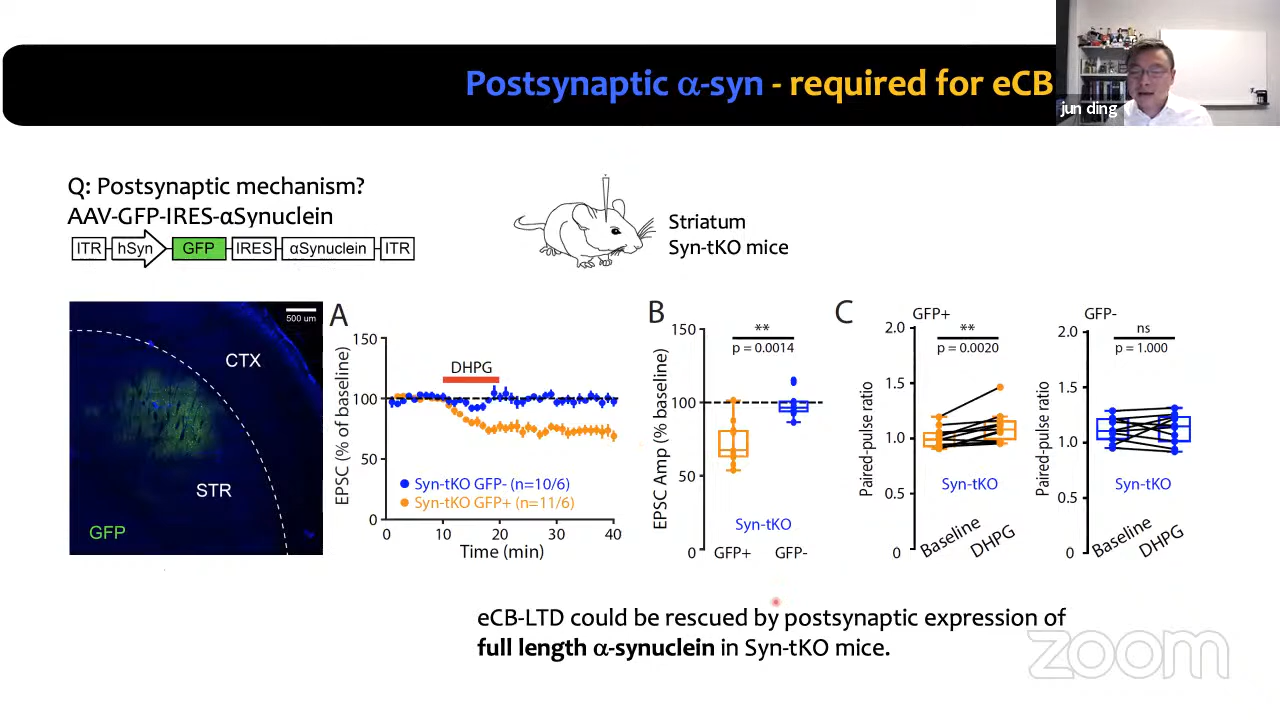 Postsynaptic α-syn - required for eCB
jun ding
Q: Postsynaptic mechanism?
AAV-GFP-IRES-αSynuclein
ITR hSyn GFP IRES αSynuclein ITR
Striatum
Syn-tKO mice
500 um
CTX
STR
GFP
A
EPSC (% of baseline)
150
100
50
0
DHPG
Syn-tKO GFP- (n=10/6)
Syn-tKO GFP+ (n=11/6)
0 10 20 30 40
Time (min)
B
EPSC Amp (% baseline)
150
100
50
0
**
p = 0.0014
Syn-tKO
GFP+ GFP-
C
GFP+
Paired-pulse ratio
2.0
1.5
1.0
0.5
0
**
p = 0.0020
Syn-tKO
Baseline DHPG
GFP-
Paired-pulse ratio
2.0
1.5
1.0
0.5
0
ns
p = 1.000
Syn-tKO
Baseline DHPG
eCB-LTD could be rescued by postsynaptic expression of
full length α-synuclein in Syn-tKO mice.
zoom